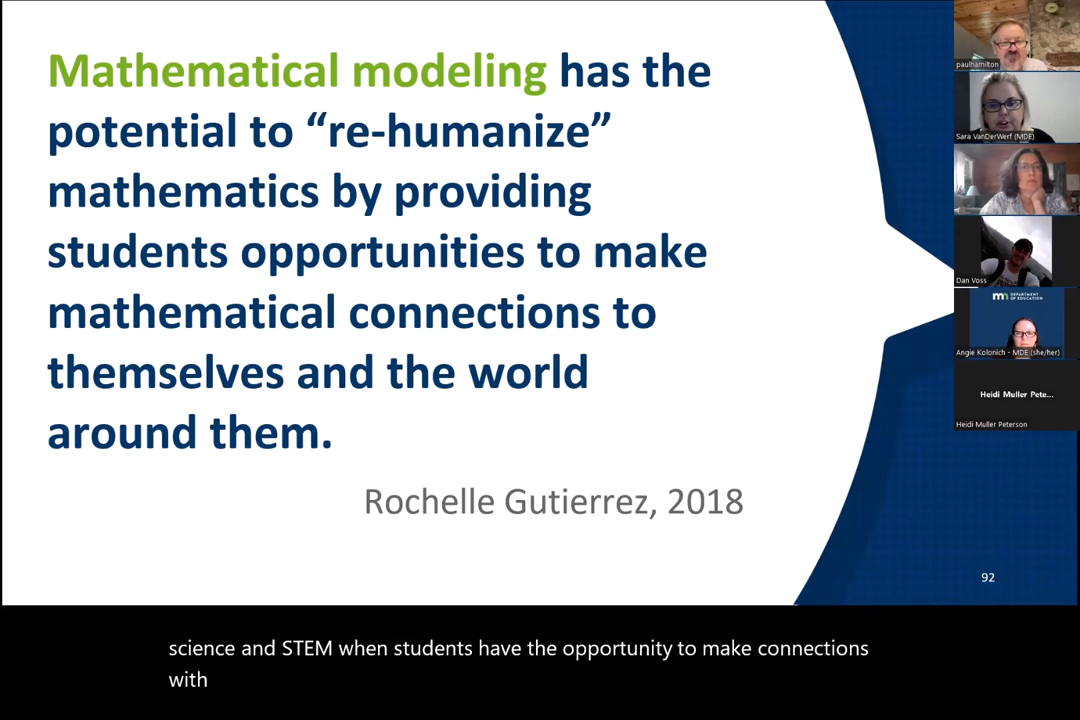 Mathematical modeling has the
potential to “re-humanize”
mathematics by providing
students opportunities to make
mathematical connections to
themselves and the world
around them.
Rochelle Gutierrez, 2018
92
paulhamilton
Sara VanDerWerf (MDE)
Dan Voss
DEPARTMENT
OF EDUCATION
Angie Kolonich - MDE (she/her)
Heidi Muller Pete...
Heidi Muller Peterson
science and STEM when students have the opportunity to make connections
with